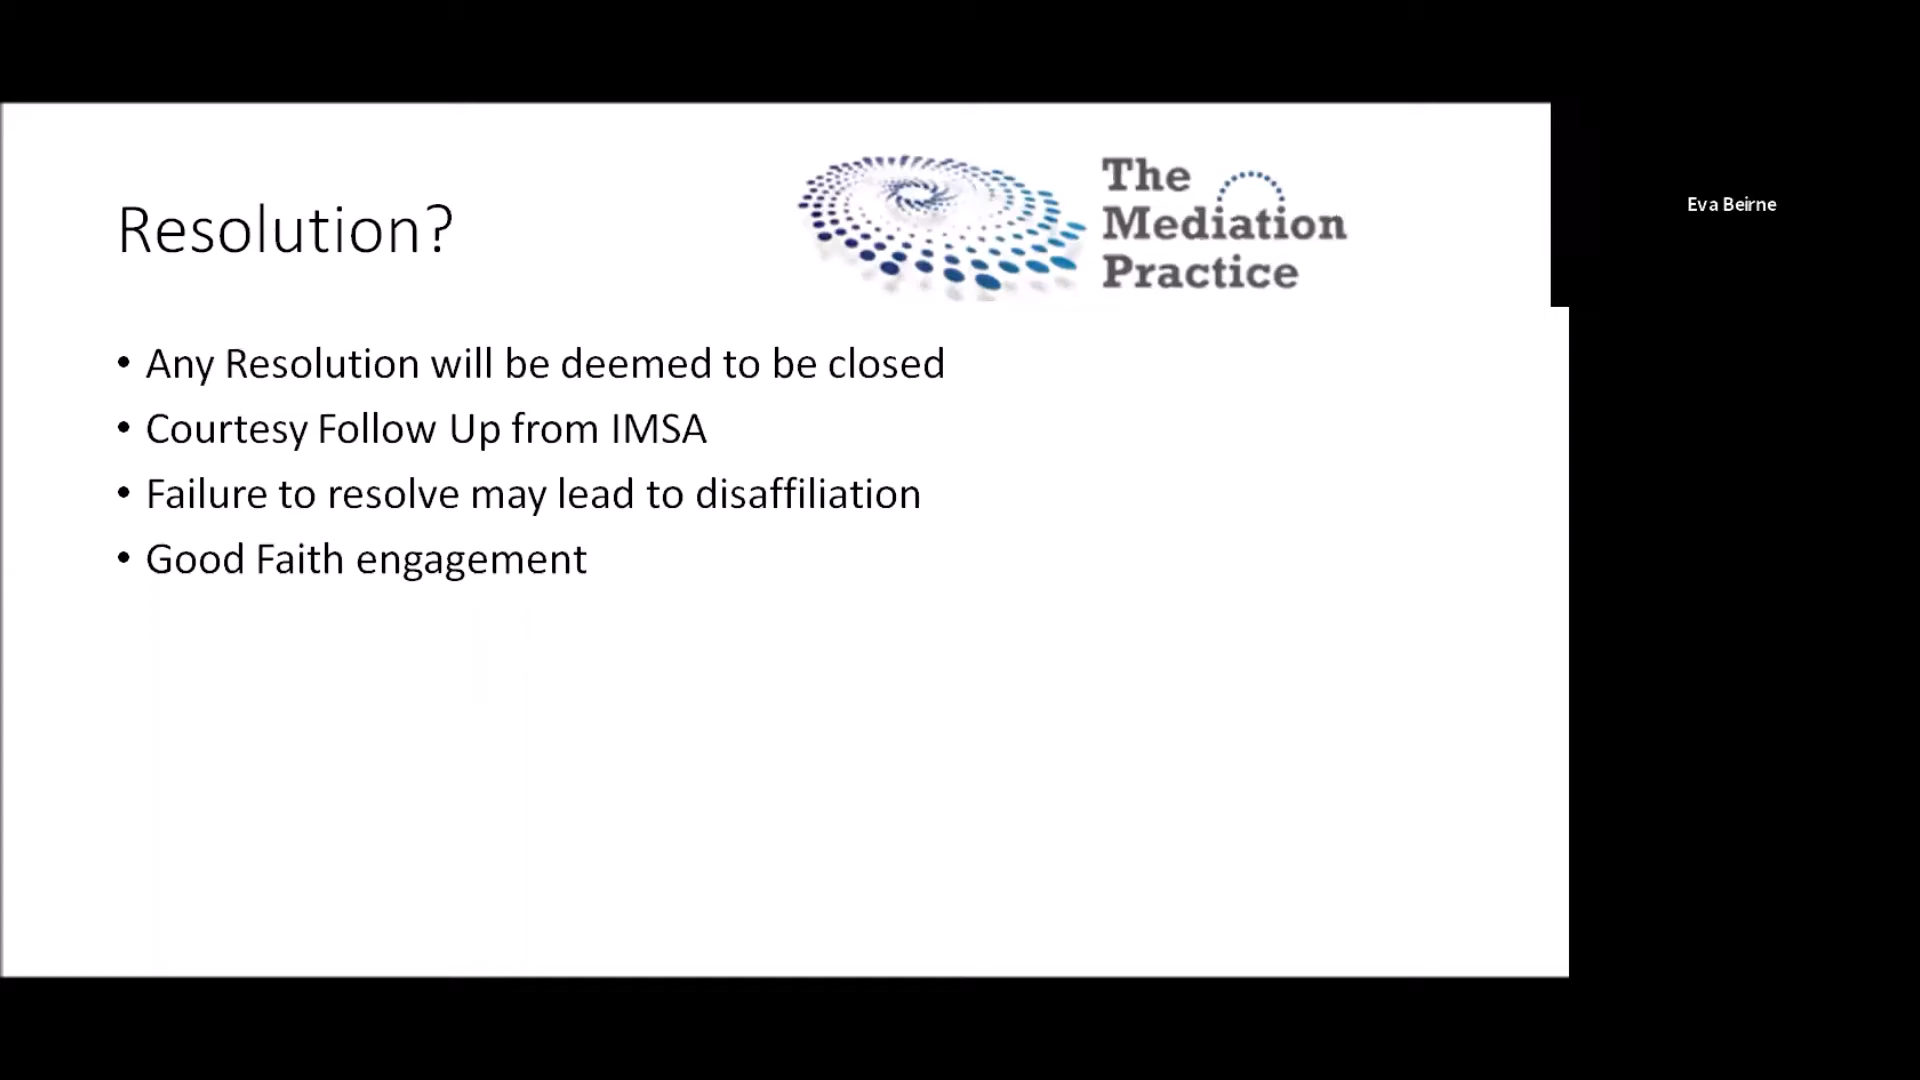 Resolution?
The
Mediation
Practice
Eva Beirne
• Any Resolution will be deemed to be closed
• Courtesy Follow Up from IMSA
• Failure to resolve may lead to disaffiliation
• Good Faith engagement